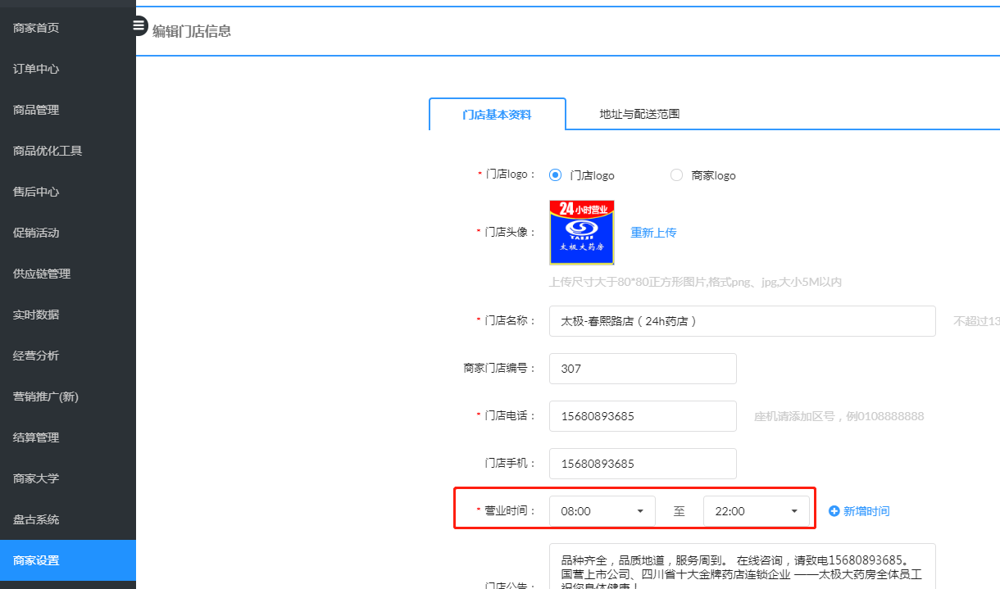 商家首页
订单中心
商品管理
商品优化工具
售后中心
促销活动
供应链管理
实时数据
经营分析
营销推广(新)
结算管理
商家大学
盘古系统
商家设置
编辑门店信息
门店基本资料 地址与配送范围
* 门店logo： 门店logo 商家logo
24小时营业
TAIJI
太极大药房
* 门店头像： 重新上传
上传尺寸大于80*80正方形图片,格式png、jpg,大小5M以内
* 门店名称： 太极-春熙路店（24h药店） 不超过13
商家门店编号： 307
* 门店电话： 15680893685 座机请添加区号，例0108888888
门店手机： 15680893685
* 营业时间： 08:00 至 22:00 新增时间
门店公告： 品种齐全，品质地道，服务周到。 在线咨询，请致电15680893685。
国营上市公司、四川省十大金牌药店连锁企业 ——太极大药房全体员工
祝您身体健康！